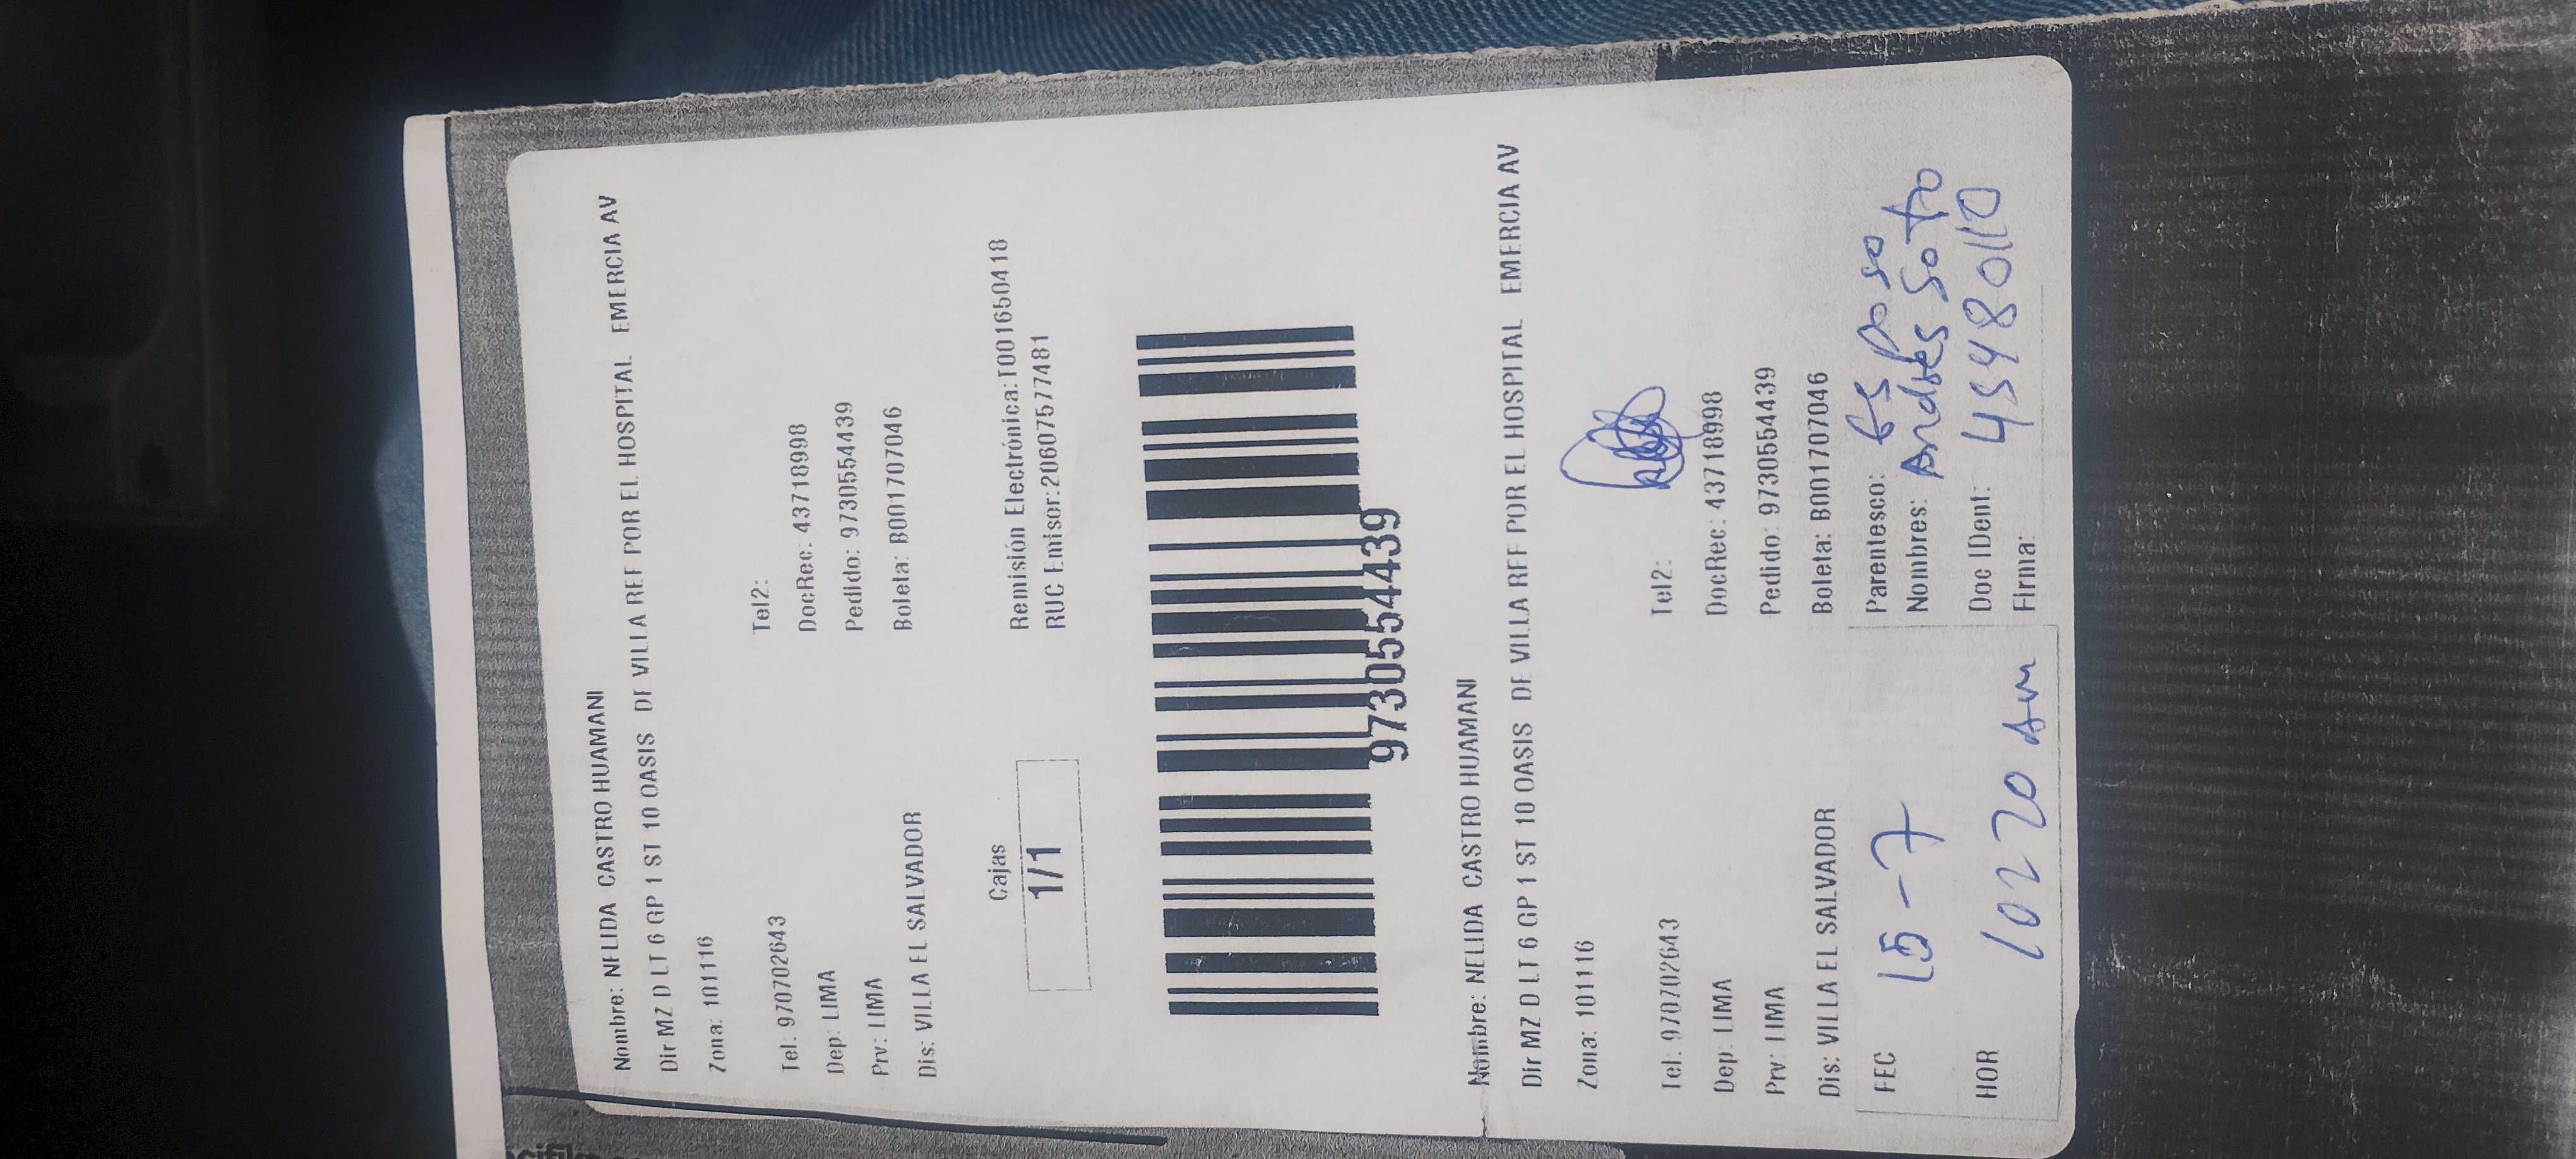 Nombre: NELIDA CASTRO HUAMANI
Dir MZ D LT 6 GP 1 ST 10 OASIS DE VILLA REF POR EL HOSPITAL EMERCIA AV
Zona: 101116
Tel: 970702643 Tel2:
Dep: LIMA DocRec: 43718998
Prv: LIMA Pedido: 9730554439
Dis: VILLA EL SALVADOR Boleta: B001707046
Cajas Remisión Electrónica:T001650418
1/1 RUC Emisor:20607577481
9730554439
Nombre: NELIDA CASTRO HUAMANI
Dir MZ D LT 6 GP 1 ST 10 OASIS DE VILLA REF POR EL HOSPITAL EMERCIA AV
Zona: 101116
Tel: 970702643 Tel2:
Dep: LIMA DocRec: 43718998
Prv: LIMA Pedido: 9730554439
Dis: VILLA EL SALVADOR Boleta: B001707046
FEC 15-7 Parentesco: Esposo
Nombres: Andres Soto
HOR 10:20 Am Doc IDent: 45480110
Firma: